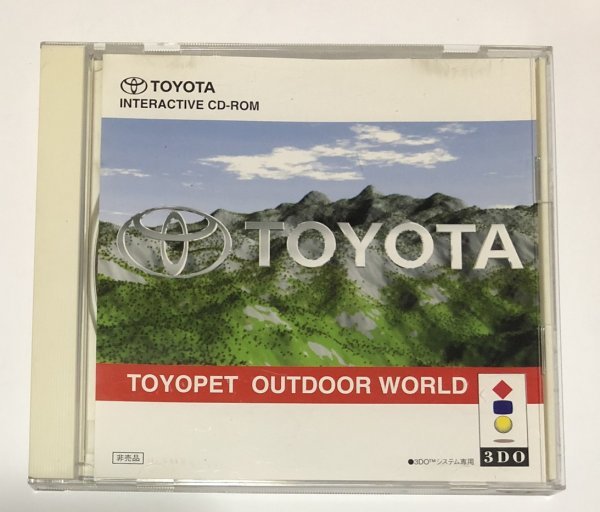 TOYOTA
INTERACTIVE CD-ROM
TOYOTA
TOYOPET OUTDOOR WORLD
非売品
●3DO™システム専用
3DO